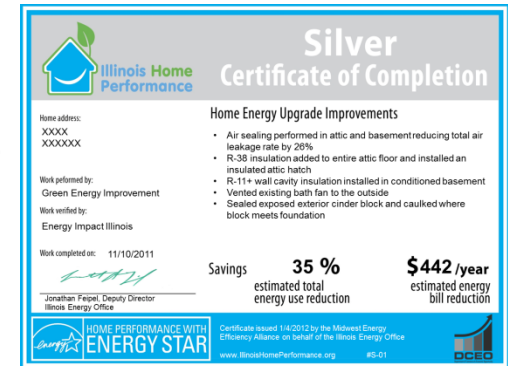 Illinois Home
Performance
Silver
Certificate of Completion
Home address:
XXXX
XXXXXX
Work peformed by:
Green Energy Improvement
Work verified by:
Energy Impact Illinois
Work completed on: 11/10/2011
Jonathan Feipel, Deputy Director
Illinois Energy Office
Home Energy Upgrade Improvements
• Air sealing performed in attic and basement reducing total air
leakage rate by 26%
• R-38 insulation added to entire attic floor and installed an
insulated attic hatch
• R-11+ wall cavity insulation installed in conditioned basement
• Vented existing bath fan to the outside
• Sealed exposed exterior cinder block and caulked where
block meets foundation
Savings 35 % $442 /year
estimated total estimated energy
energy use reduction bill reduction
energy
HOME PERFORMANCE WITH
ENERGY STAR
Certificate issued 1/4/2012 by the Midwest Energy
Efficiency Alliance on behalf of the Illinois Energy Office
www.IllinoisHomePerformance.org #S-01
DCEO